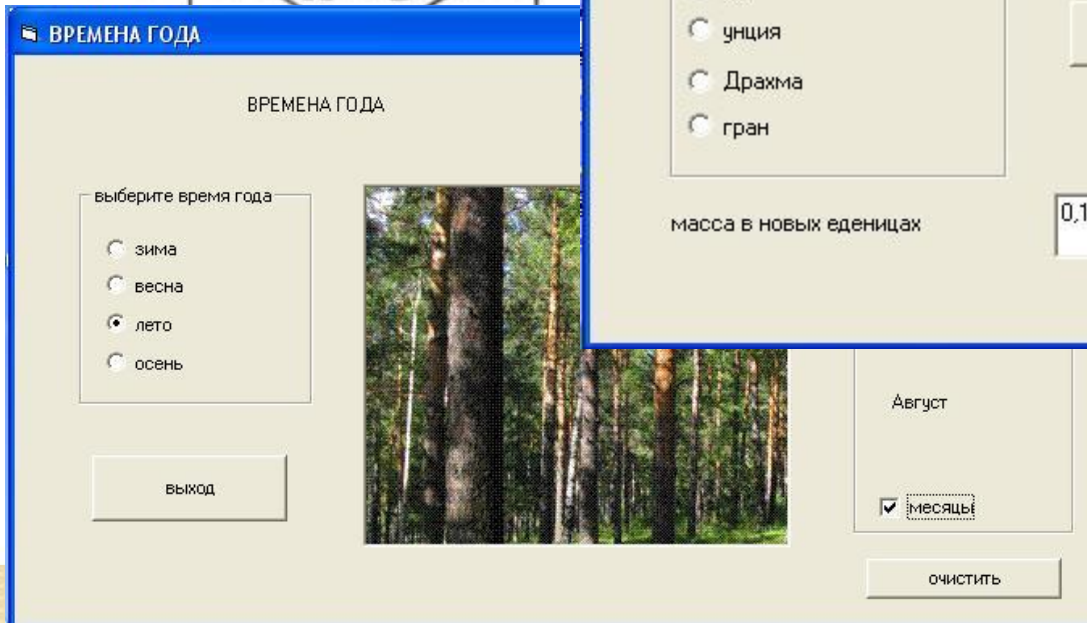 ВРЕМЕНА ГОДА
ВРЕМЕНА ГОДА
выберите время года
зима
весна
лето
осень
выход
унция
Драхма
гран
масса в новых еденицах
0,1
Август
месяцы
очистить